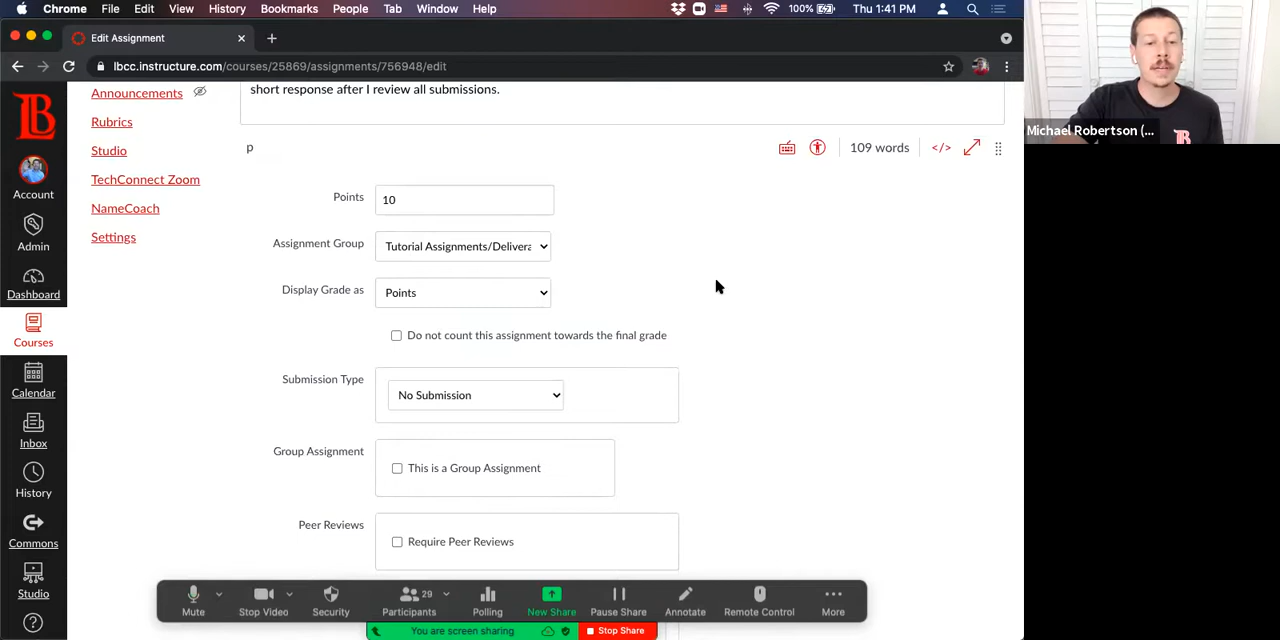 Chrome File Edit View History Bookmarks People Tab Window Help 100% Thu 1:41 PM
Edit Assignment
lbcc.instructure.com/courses/25869/assignments/756948/edit
LB
Account
Admin
Dashboard
Courses
Calendar
Inbox
History
Commons
Studio
Announcements
Rubrics
Studio
TechConnect Zoom
NameCoach
Settings
short response after I review all submissions.
p 109 words </>
Points 10
Assignment Group Tutorial Assignments/Delivera
Display Grade as Points
Do not count this assignment towards the final grade
Submission Type No Submission
Group Assignment This is a Group Assignment
Peer Reviews Require Peer Reviews
Mute Stop Video Security Participants 29 Polling New Share Pause Share Annotate Remote Control More
You are screen sharing Stop Share
Michael Robertson (...